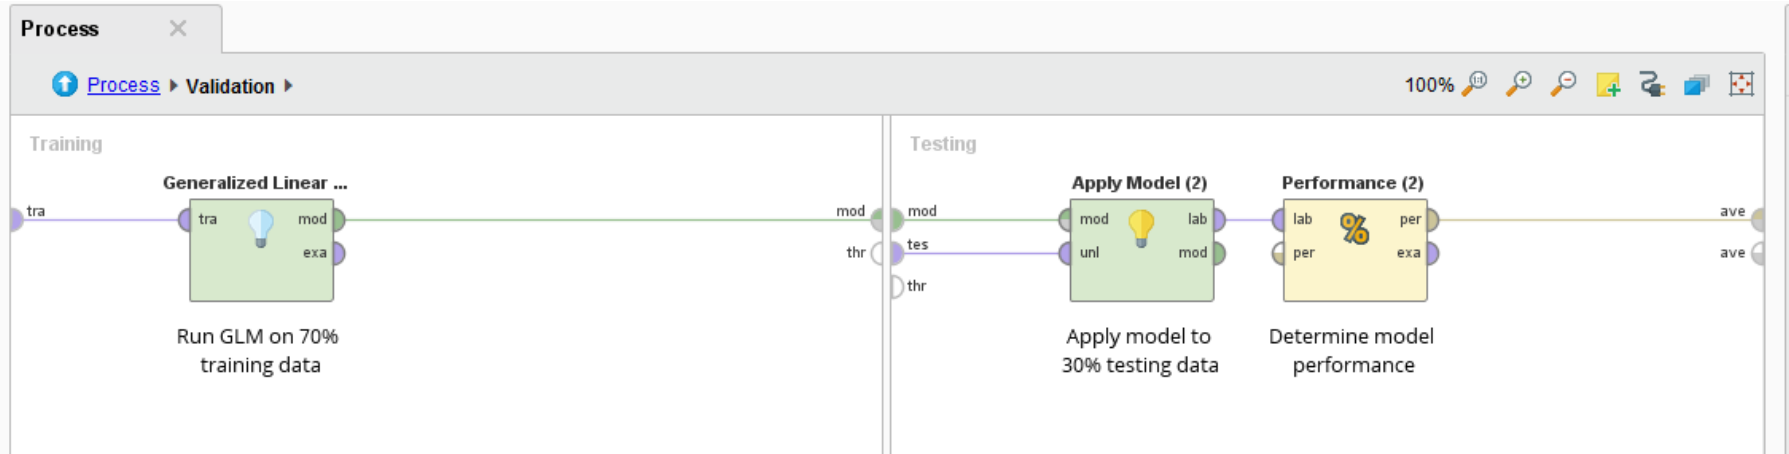 Process
Process Validation
100%
Training
Generalized Linear ...
tra
tra
mod
exa
mod
thr
Run GLM on 70%
training data
Testing
mod
tes
thr
Apply Model (2)
mod
lab
unl
mod
Apply model to
30% testing data
Performance (2)
lab
per
per
exa
%
Determine model
performance
ave
ave